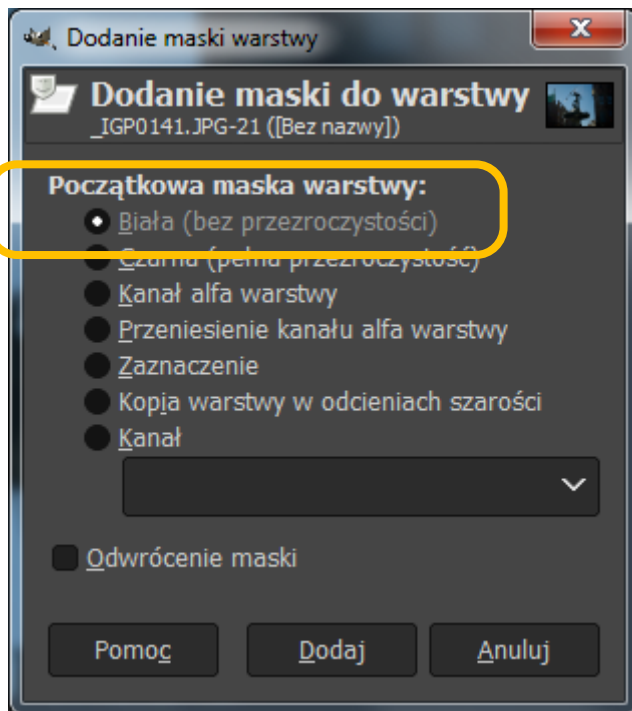 Dodanie maski warstwy
Dodanie maski do warstwy
_IGP0141.JPG-21 ([Bez nazwy])
Początkowa maska warstwy:
Biała (bez przezroczystości)
Czarna (pełna przezroczystość)
Kanał alfa warstwy
Przeniesienie kanału alfa warstwy
Zaznaczenie
Kopia warstwy w odcieniach szarości
Kanał
Odwrócenie maski
Pomoc
Dodaj
Anuluj